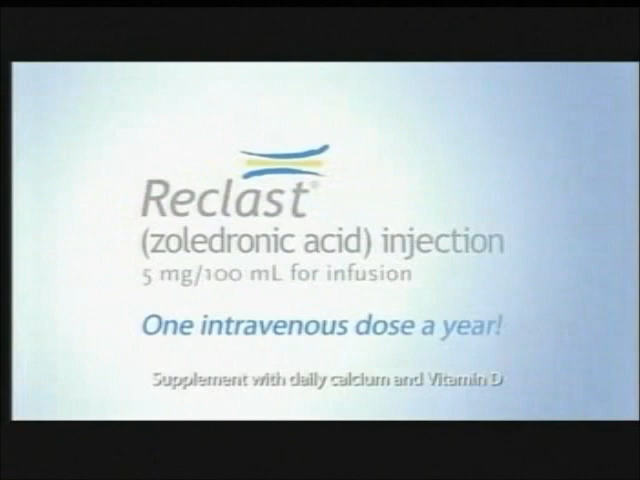 Reclast®
(zoledronic acid) injection
5 mg/100 mL for infusion
One intravenous dose a year!
Supplement with daily calcium and Vitamin D